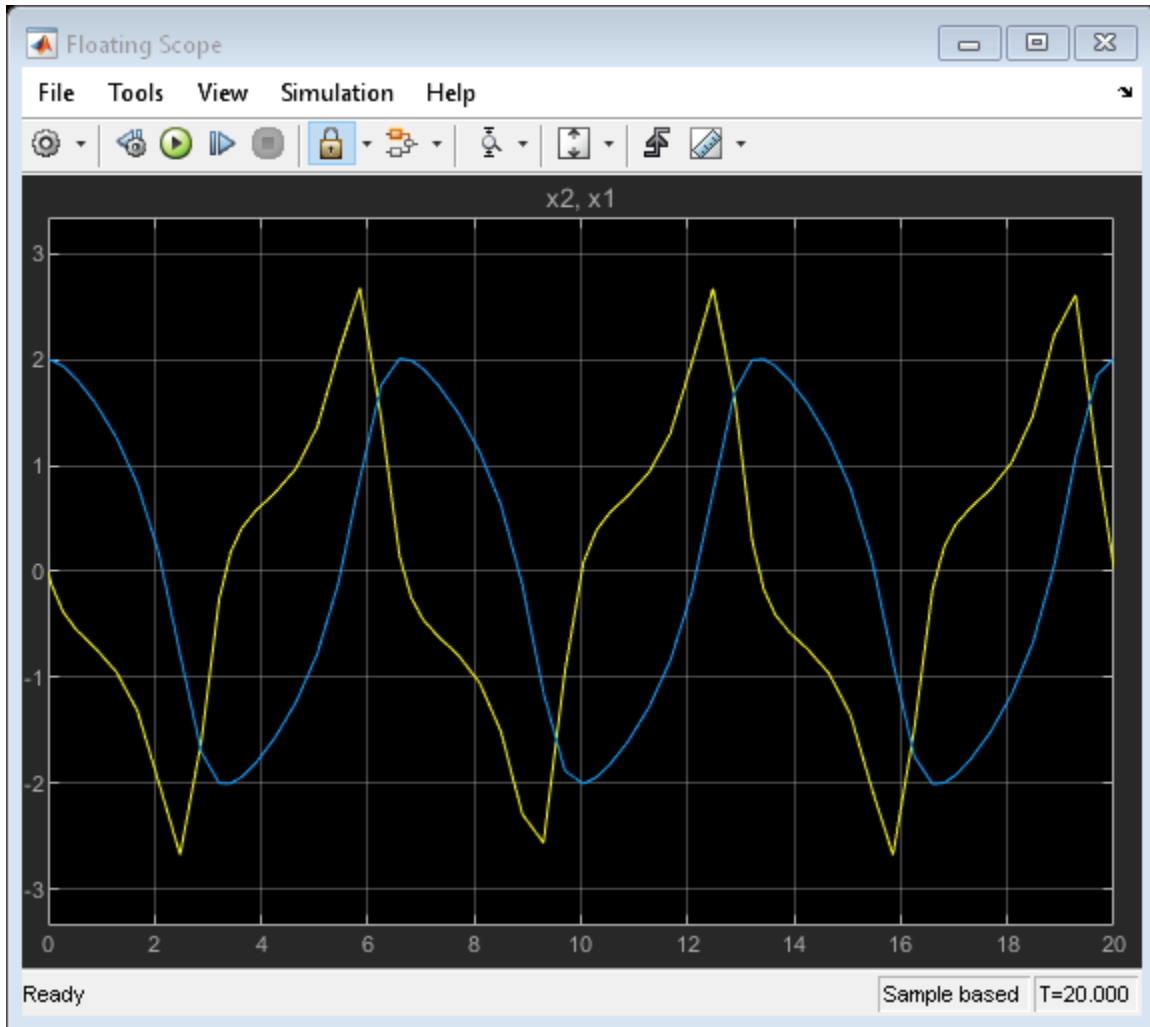 Floating Scope
File Tools View Simulation Help
x2, x1
3
2
1
0
-1
-2
-3
0 2 4 6 8 10 12 14 16 18 20
Ready Sample based T=20.000